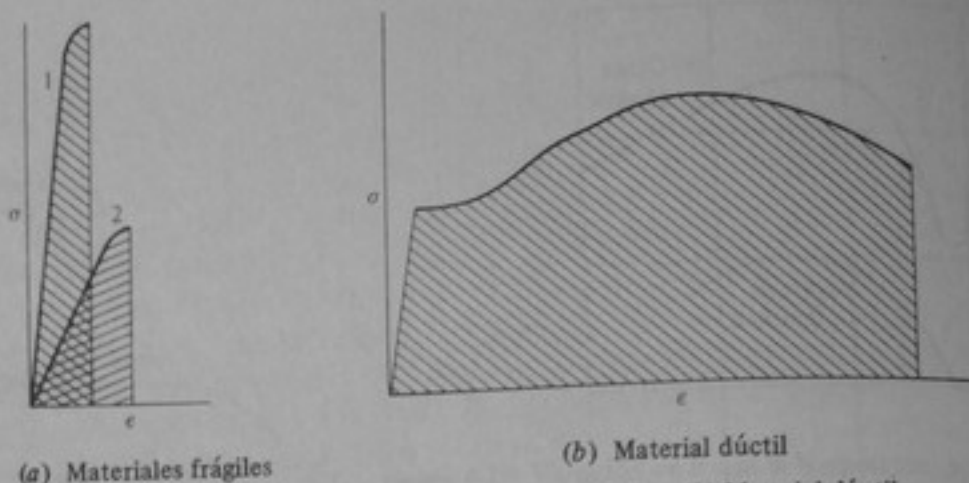 1
2
σ
ϵ
(a) Materiales frágiles
σ
ϵ
(b) Material dúctil